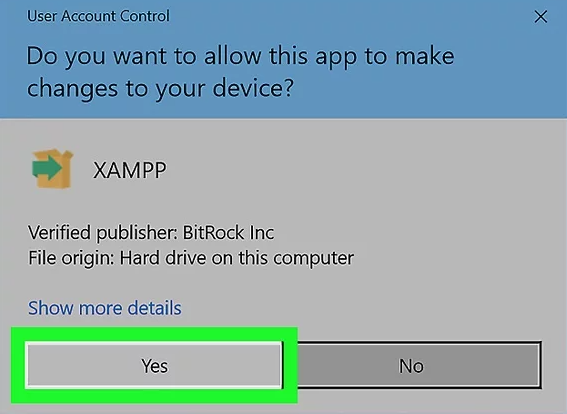 User Account Control
Do you want to allow this app to make
changes to your device?
XAMPP
Verified publisher: BitRock Inc
File origin: Hard drive on this computer
Show more details
Yes
No